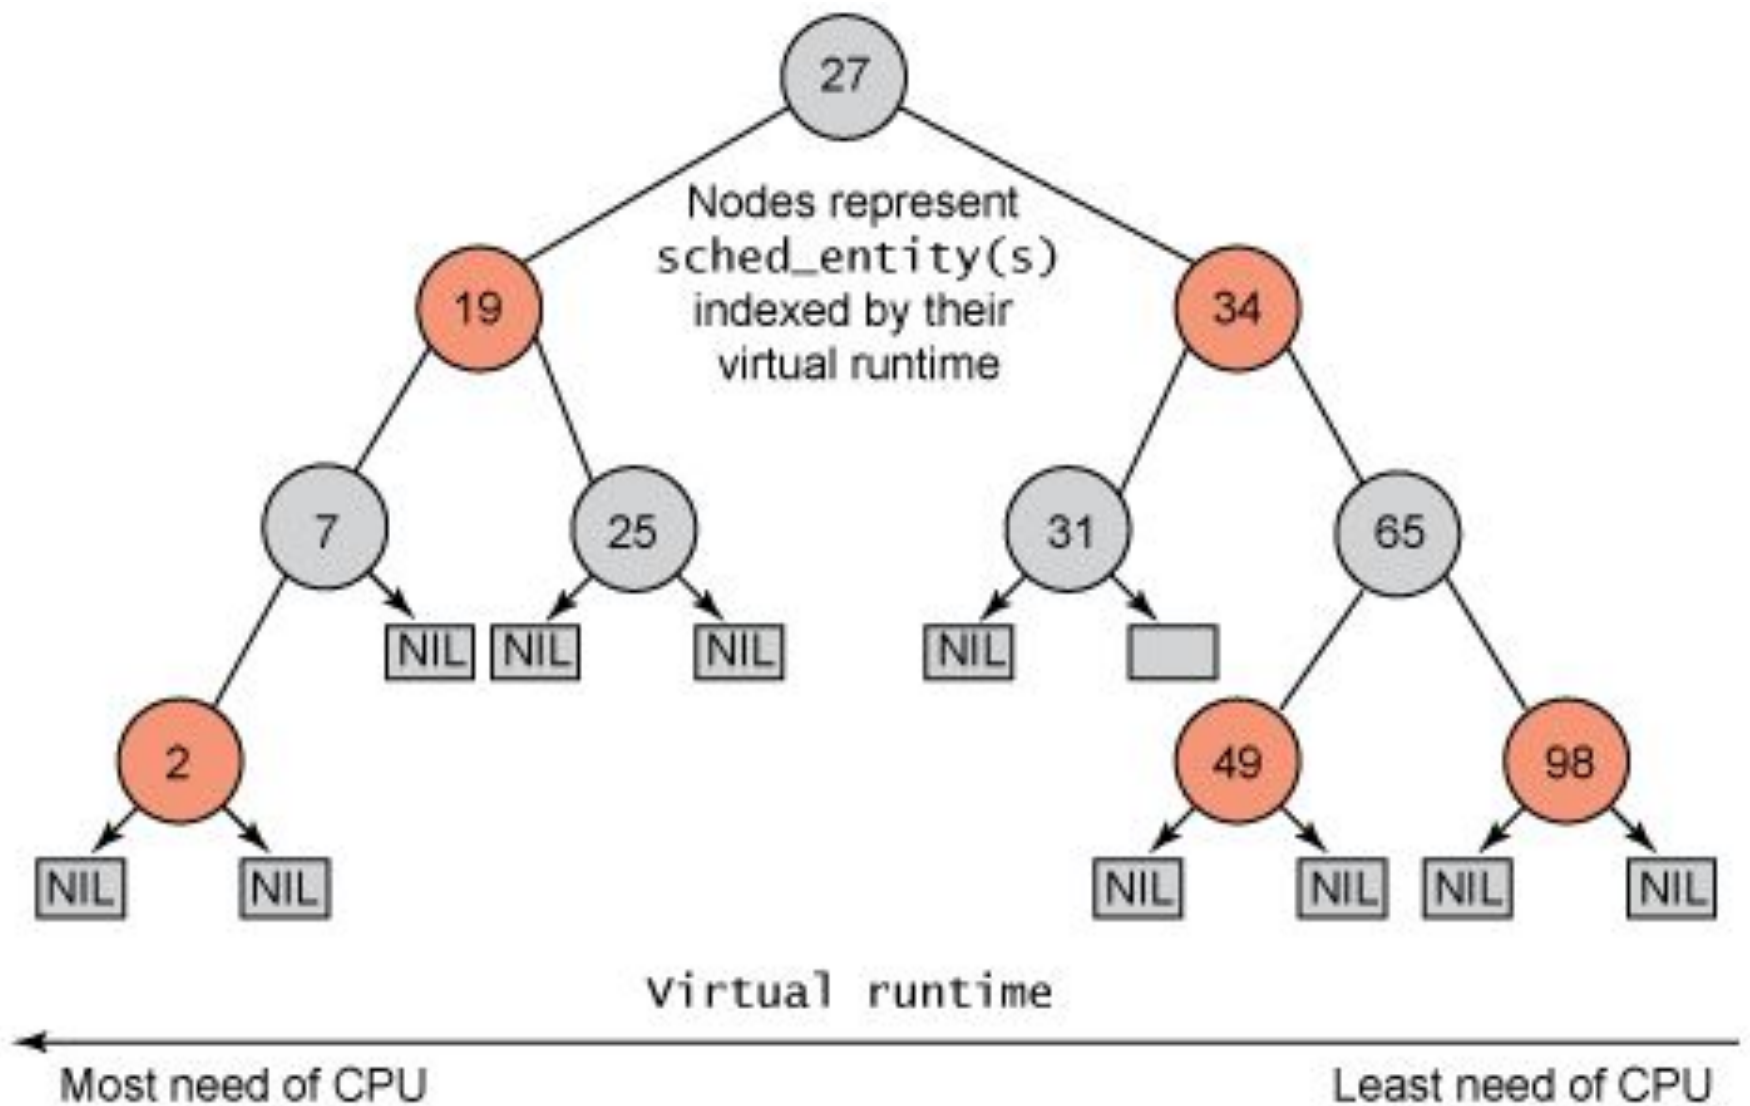 27
Nodes represent
sched_entity(s)
indexed by their
virtual runtime
19
34
7
25
31
65
NIL
NIL
NIL
NIL
2
49
98
NIL
NIL
NIL
NIL
NIL
NIL
Virtual runtime
Most need of CPU
Least need of CPU